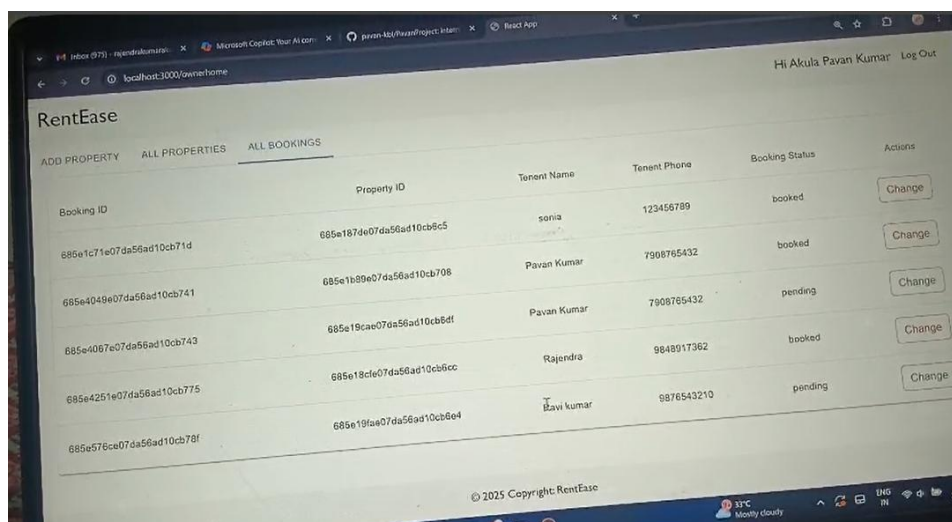 Inbox (975) - rajendrakumarsi
Microsoft Copilot: Your AI com
pavan-kbl/PavanProject: Intern
React App
localhost:3000/ownerhome
Hi Akula Pavan Kumar Log Out
RentEase
ADD PROPERTY ALL PROPERTIES ALL BOOKINGS
Booking ID Property ID Tenent Name Tenent Phone Booking Status Actions
685e1c71e07da56ad10cb71d 685e187de07da56ad10cb6c5 sonia 123456789 booked Change
685e4049e07da56ad10cb741 685e1b89e07da56ad10cb708 Pavan Kumar 7908765432 booked Change
685e4067e07da56ad10cb743 685e19cae07da56ad10cb6df Pavan Kumar 7908765432 pending Change
685e4251e07da56ad10cb775 685e18cfe07da56ad10cb6cc Rajendra 9848917362 booked Change
685e576ce07da56ad10cb78f 685e19fae07da56ad10cb6e4 Ravi kumar 9876543210 pending Change
© 2025 Copyright: RentEase
33°C
Mostly cloudy
ENG
IN